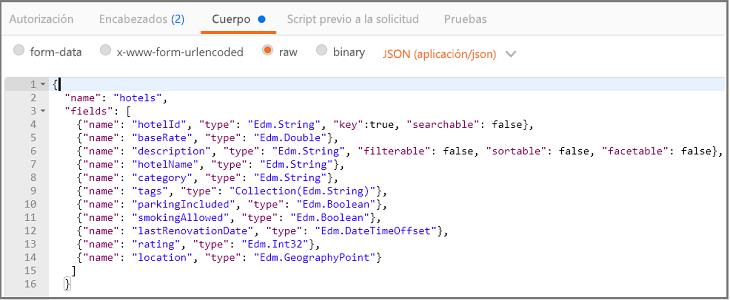 Autorización Encabezados (2) Cuerpo Script previo a la solicitud Pruebas
form-data x-www-form-urlencoded raw binary JSON (aplicación/json)
1 {
2 "name": "hotels",
3 "fields": [
4 {"name": "hotelId", "type": "Edm.String", "key":true, "searchable": false},
5 {"name": "baseRate", "type": "Edm.Double"},
6 {"name": "description", "type": "Edm.String", "filterable": false, "sortable": false, "facetable": false},
7 {"name": "hotelName", "type": "Edm.String"},
8 {"name": "category", "type": "Edm.String"},
9 {"name": "tags", "type": "Collection(Edm.String)"},
10 {"name": "parkingIncluded", "type": "Edm.Boolean"},
11 {"name": "smokingAllowed", "type": "Edm.Boolean"},
12 {"name": "lastRenovationDate", "type": "Edm.DateTimeOffset"},
13 {"name": "rating", "type": "Edm.Int32"},
14 {"name": "location", "type": "Edm.GeographyPoint"}
15 ]
16 }